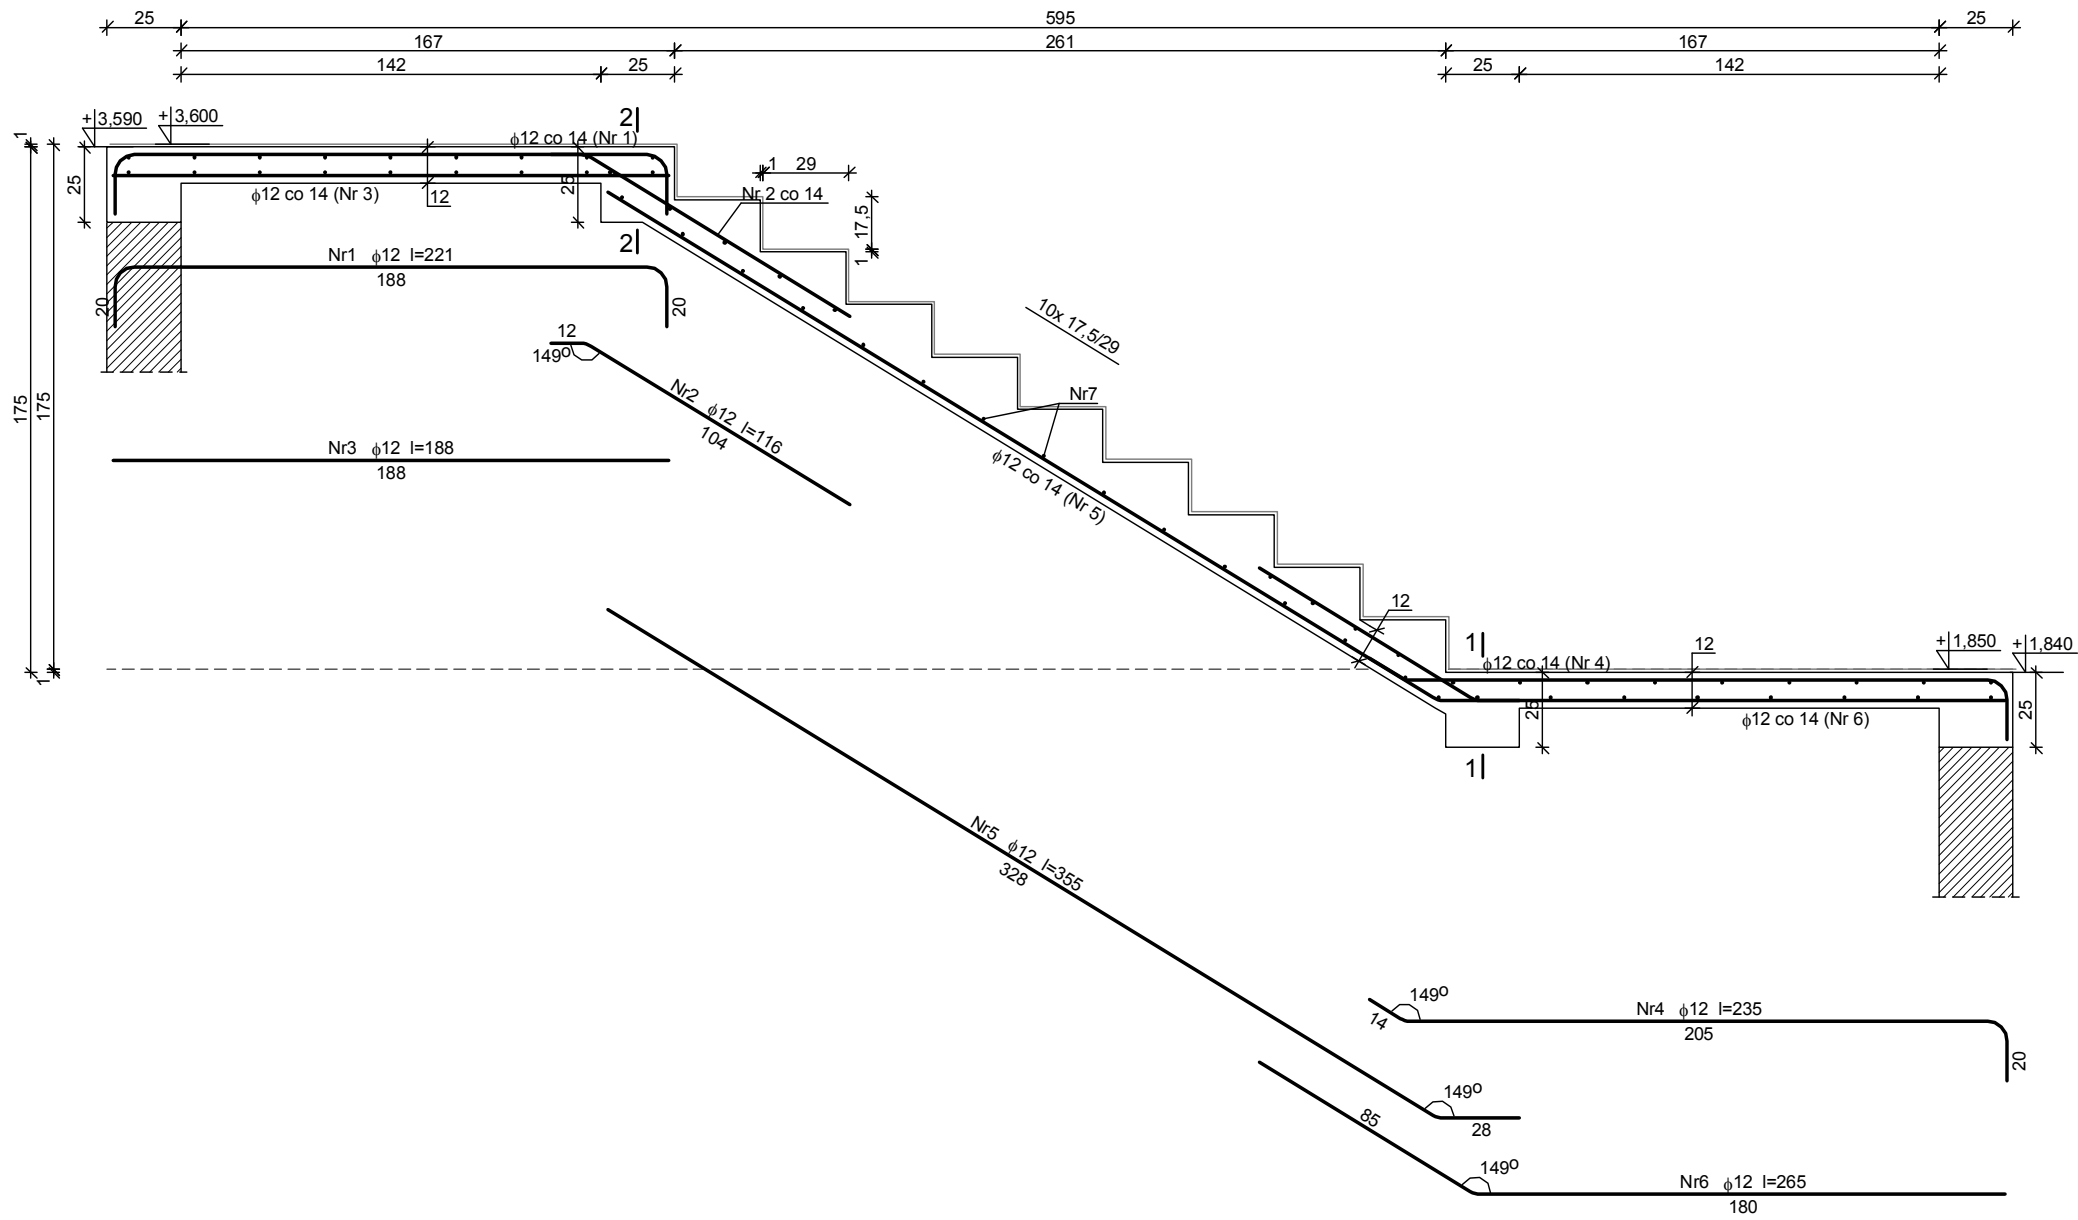 25 595 25
167 261 167
142 25 25 142
+3,590 +3,600
1
ϕ12 co 14 (Nr 1)
2
25
25
1 29
Nr 2 co 14
17,5
1
ϕ12 co 14 (Nr 3)
12
2
Nr1 ϕ12 l=221
188
20
20
10x 17,5/29
12
149o
Nr2 ϕ12 l=116
104
175
175
1
Nr7
ϕ12 co 14 (Nr 5)
Nr3 ϕ12 l=188
188
12
1
ϕ12 co 14 (Nr 4)
12
+1,850 +1,840
25
25
ϕ12 co 14 (Nr 6)
1
Nr5 ϕ12 l=355
328
149o
28
149o
14
Nr4 ϕ12 l=235
205
20
85
149o
Nr6 ϕ12 l=265
180